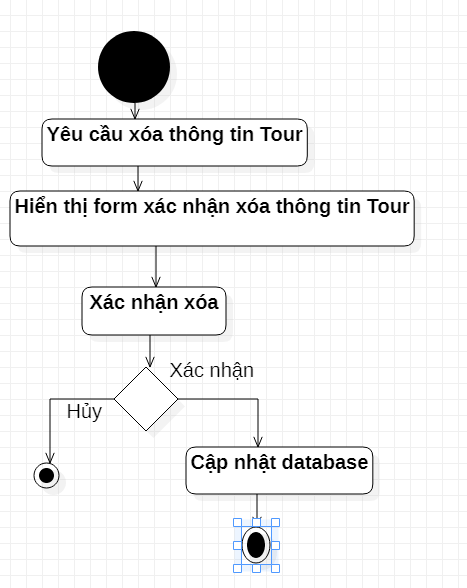 Yêu cầu xóa thông tin Tour
Hiển thị form xác nhận xóa thông tin Tour
Xác nhận xóa
Xác nhận
Hủy
Cập nhật database